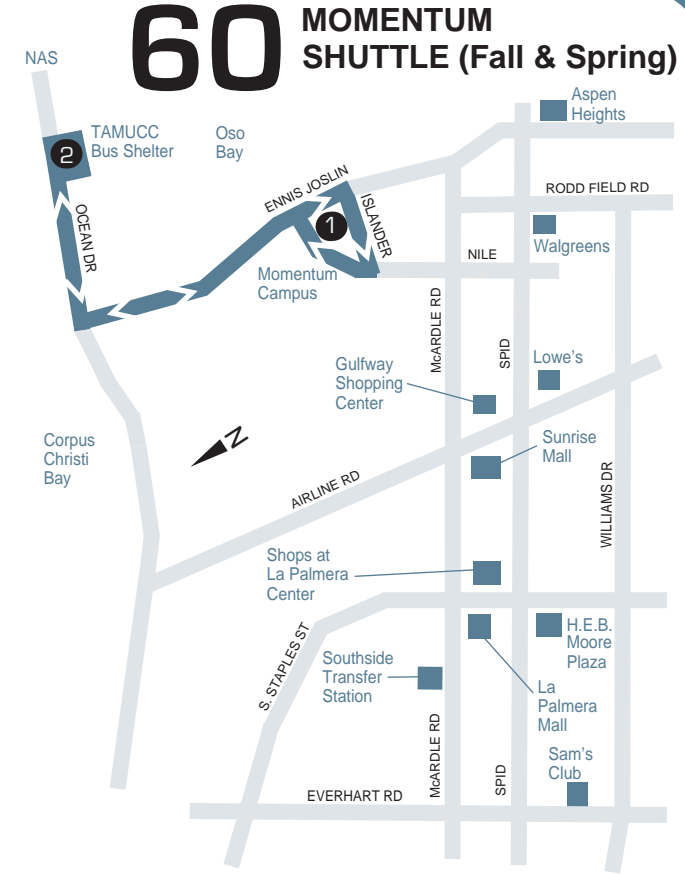 60
MOMENTUM
SHUTTLE (Fall & Spring)
NAS
Aspen
Heights
2
TAMUCC
Bus Shelter
Oso
Bay
ENNIS JOSLIN
RODD FIELD RD
OCEAN DR
1
ISLANDER
Walgreens
NILE
Momentum
Campus
McARDLE RD
SPID
Lowe's
Gulfway
Shopping
Center
Corpus
Christi
Bay
N
Sunrise
Mall
AIRLINE RD
WILLIAMS DR
Shops at
La Palmera
Center
S. STAPLES ST
H.E.B.
Moore
Plaza
Southside
Transfer
Station
La
Palmera
Mall
McARDLE RD
SPID
Sam's
Club
EVERHART RD